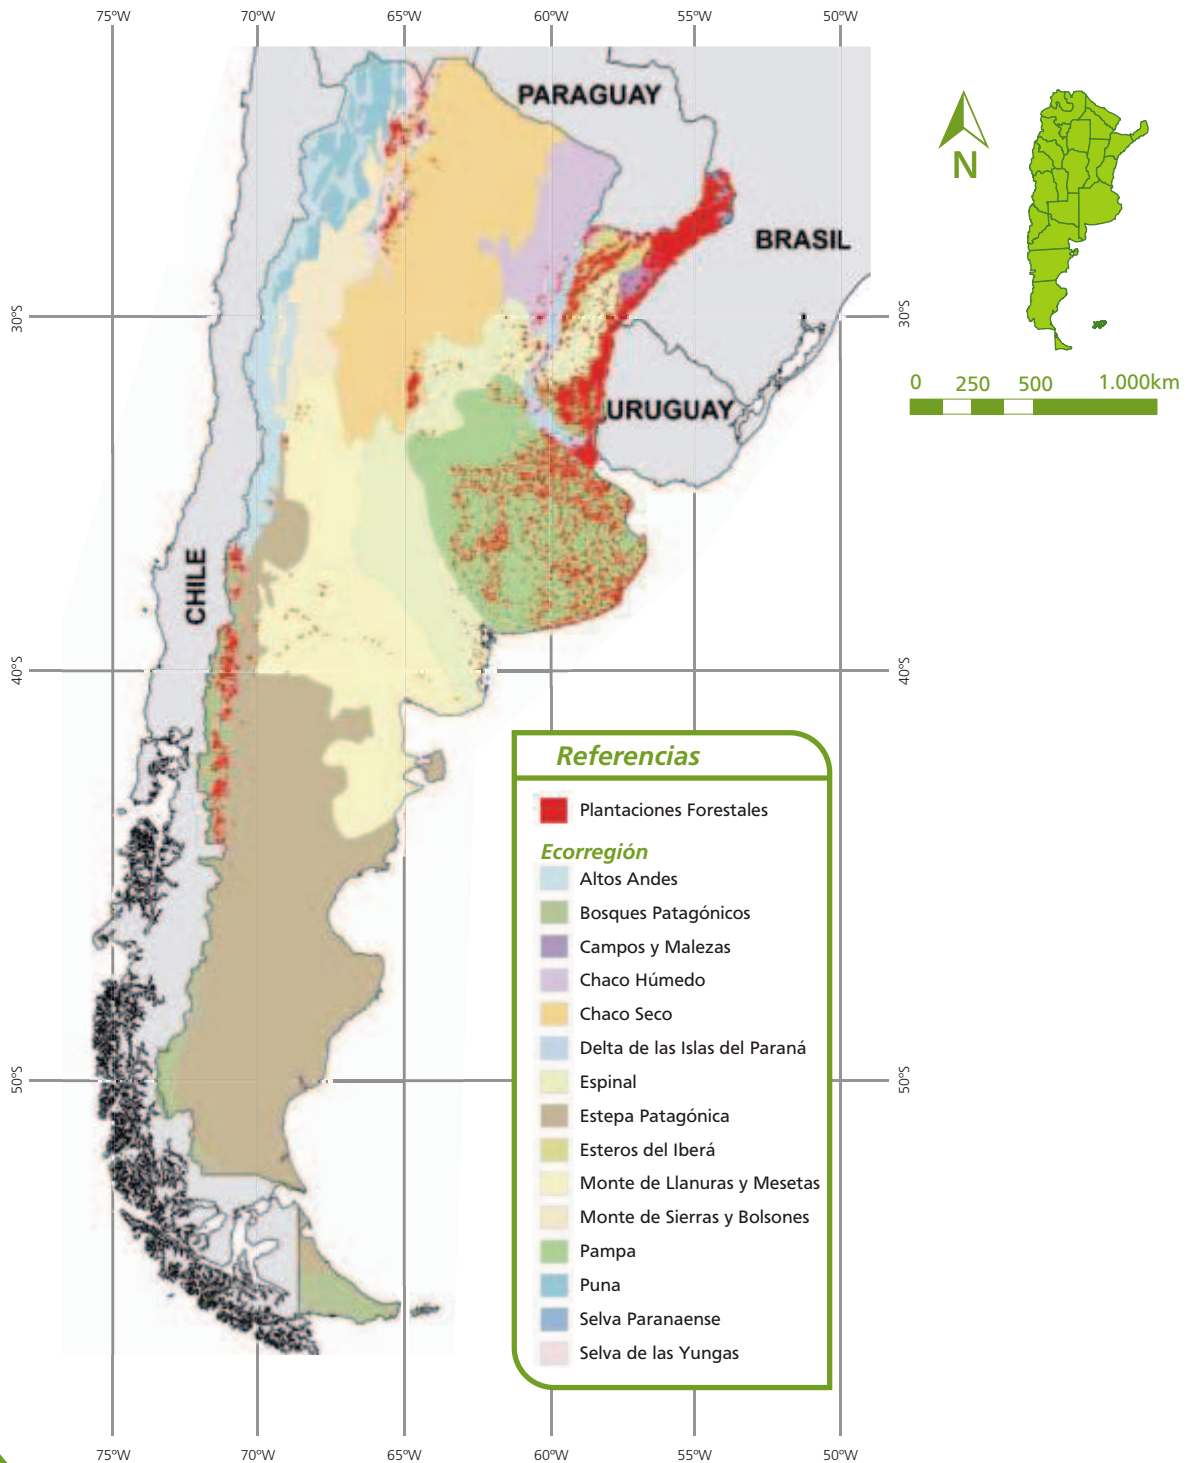 75ºW 70ºW 65ºW 60ºW 55ºW 50ºW
PARAGUAY
N
BRASIL
30ºS 30ºS
0 250 500 1.000km
URUGUAY
CHILE
40ºS 40ºS
Referencias
Plantaciones Forestales
Ecorregión
Altos Andes
Bosques Patagónicos
Campos y Malezas
Chaco Húmedo
Chaco Seco
Delta de las Islas del Paraná
Espinal
50ºS 50ºS
Estepa Patagónica
Esteros del Iberá
Monte de Llanuras y Mesetas
Monte de Sierras y Bolsones
Pampa
Puna
Selva Paranaense
Selva de las Yungas
75ºW 70ºW 65ºW 60ºW 55ºW 50ºW